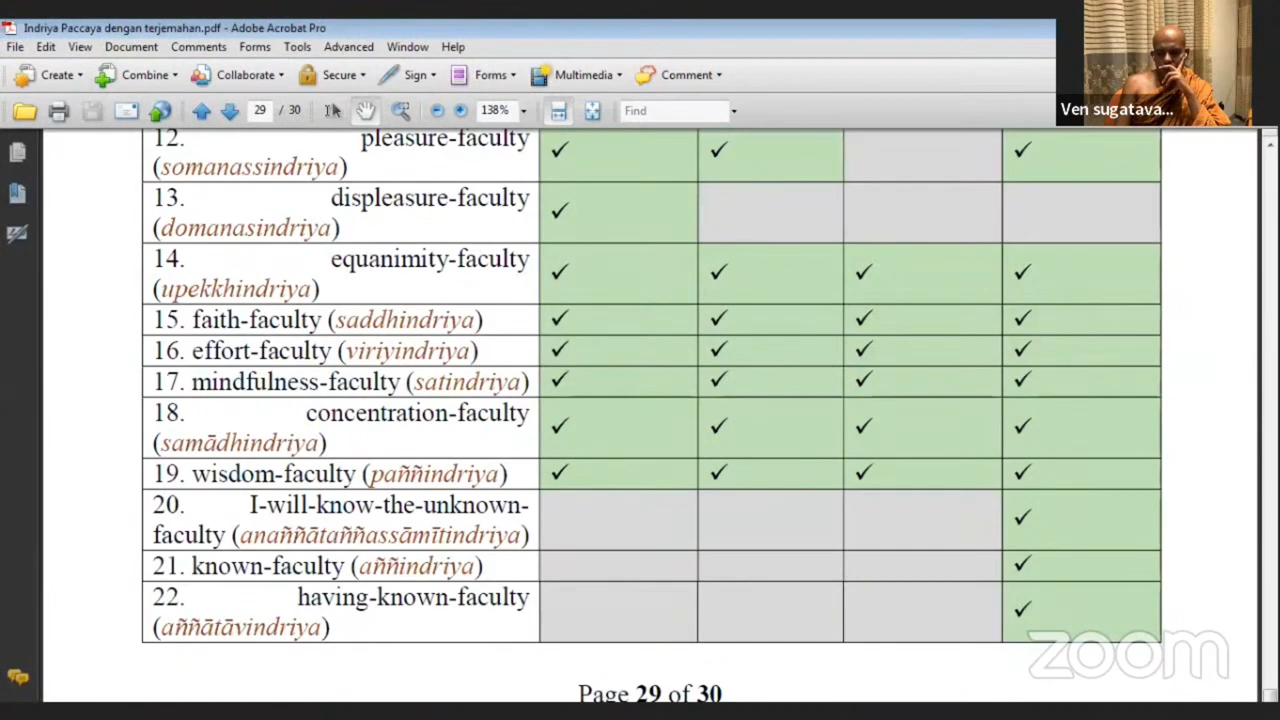 Indriya Paccaya dengan terjemahan.pdf - Adobe Acrobat Pro
File Edit View Document Comments Forms Tools Advanced Window Help
Create Combine Collaborate Secure Sign Forms Multimedia Comment
29 / 30 138% Find
Ven sugatava...
12. pleasure-faculty
(somanassindriya)
13. displeasure-faculty
(domanasindriya)
14. equanimity-faculty
(upekkhindriya)
15. faith-faculty (saddhindriya)
16. effort-faculty (viriyindriya)
17. mindfulness-faculty (satindriya)
18. concentration-faculty
(samādhindriya)
19. wisdom-faculty (paññindriya)
20. I-will-know-the-unknown-
faculty (anaññātaññassāmītindriya)
21. known-faculty (aññindriya)
22. having-known-faculty
(aññātāvindriya)
zoom
Page 29 of 30